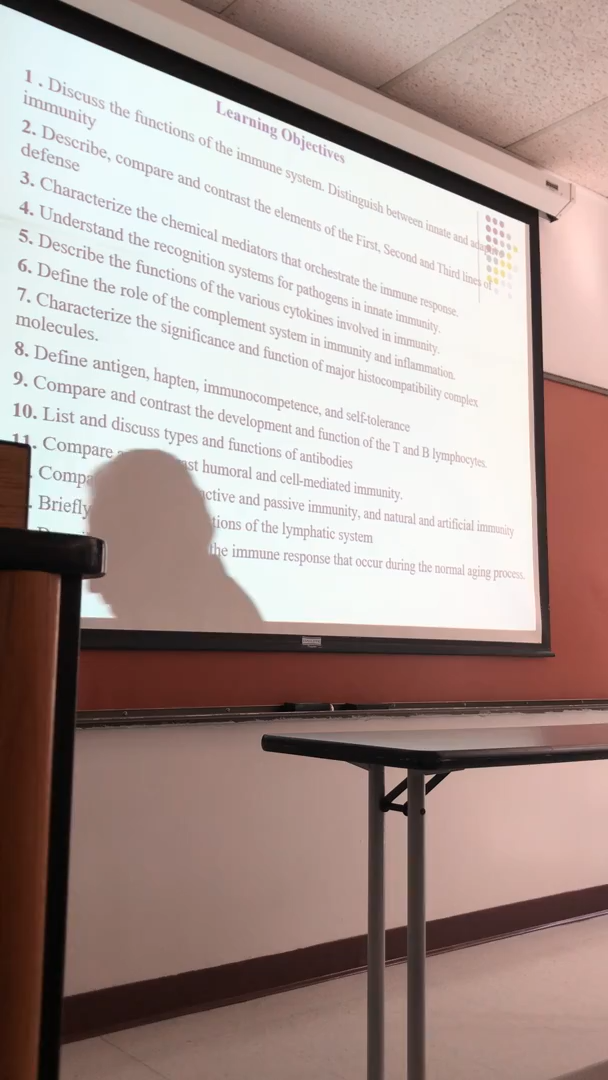 Learning Objectives
1 . Discuss the functions of the immune system. Distinguish between innate and
immunity
2. Describe, compare and contrast the elements of the First, Second and Third lines of
defense
3. Characterize the chemical mediators that orchestrate the immune response.
4. Understand the recognition systems for pathogens in innate immunity.
5. Describe the functions of the various cytokines involved in immunity.
6. Define the role of the complement system in immunity and inflammation.
7. Characterize the significance and function of major histocompatibility complex
molecules.
8. Define antigen, hapten, immunocompetence, and self-tolerance
9. Compare and contrast the development and function of the T and B lymphocytes.
10. List and discuss types and functions of antibodies
11. Compare humoral and cell-mediated immunity.
and passive immunity, and natural and artificial immunity
Briefly of the lymphatic system
the immune response that occur during the normal aging process.